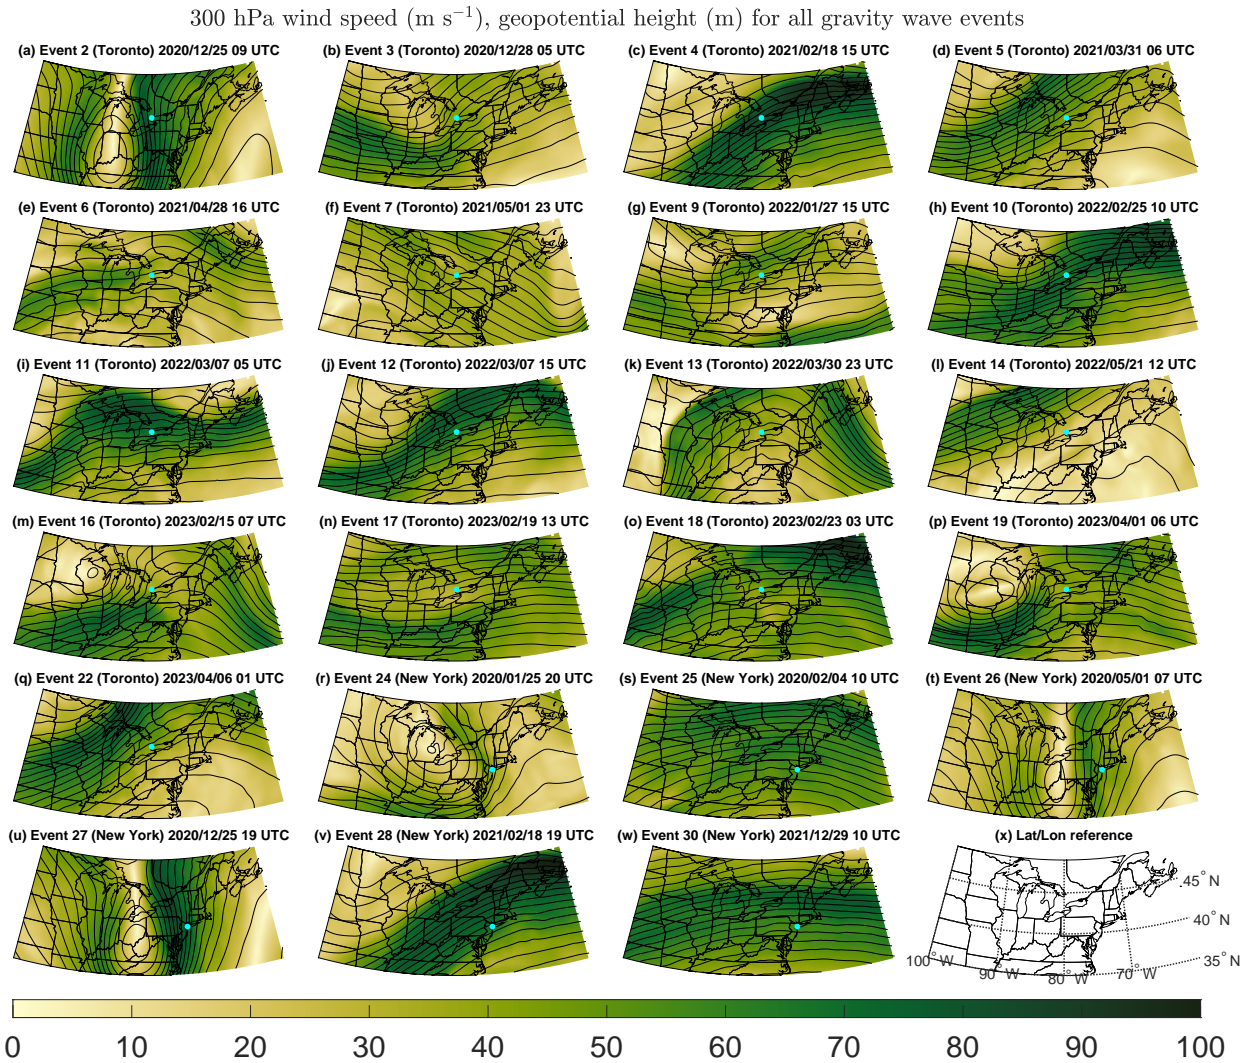 300 hPa wind speed (m s⁻¹), geopotential height (m) for all gravity wave events
(a) Event 2 (Toronto) 2020/12/25 09 UTC
(b) Event 3 (Toronto) 2020/12/28 05 UTC
(c) Event 4 (Toronto) 2021/02/18 15 UTC
(d) Event 5 (Toronto) 2021/03/31 06 UTC
(e) Event 6 (Toronto) 2021/04/28 16 UTC
(f) Event 7 (Toronto) 2021/05/01 23 UTC
(g) Event 9 (Toronto) 2022/01/27 15 UTC
(h) Event 10 (Toronto) 2022/02/25 10 UTC
(i) Event 11 (Toronto) 2022/03/07 05 UTC
(j) Event 12 (Toronto) 2022/03/07 15 UTC
(k) Event 13 (Toronto) 2022/03/30 23 UTC
(l) Event 14 (Toronto) 2022/05/21 12 UTC
(m) Event 16 (Toronto) 2023/02/15 07 UTC
(n) Event 17 (Toronto) 2023/02/19 13 UTC
(o) Event 18 (Toronto) 2023/02/23 03 UTC
(p) Event 19 (Toronto) 2023/04/01 06 UTC
(q) Event 22 (Toronto) 2023/04/06 01 UTC
(r) Event 24 (New York) 2020/01/25 20 UTC
(s) Event 25 (New York) 2020/02/04 10 UTC
(t) Event 26 (New York) 2020/05/01 07 UTC
(u) Event 27 (New York) 2020/12/25 19 UTC
(v) Event 28 (New York) 2021/02/18 19 UTC
(w) Event 30 (New York) 2021/12/29 10 UTC
(x) Lat/Lon reference
45° N
40° N
35° N
100° W
90° W
80° W
70° W
0 10 20 30 40 50 60 70 80 90 100